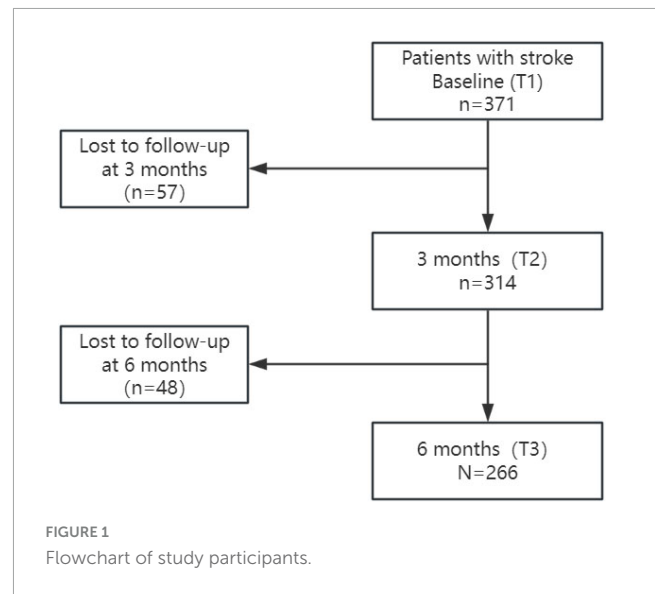 Patients with stroke
Baseline (T1)
n=371
Lost to follow-up
at 3 months
(n=57)
3 months (T2)
n=314
Lost to follow-up
at 6 months
(n=48)
6 months (T3)
N=266
FIGURE 1
Flowchart of study participants.